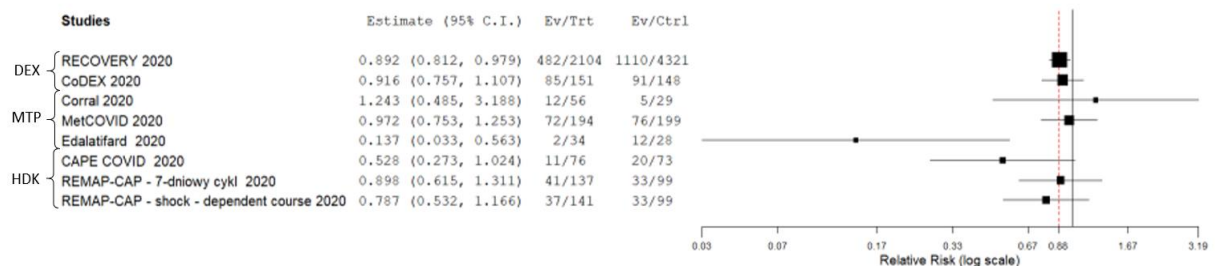 Studies Estimate (95% C.I.) Ev/Trt Ev/Ctrl
DEX
RECOVERY 2020 0.892 (0.812, 0.979) 482/2104 1110/4321
CoDEX 2020 0.916 (0.757, 1.107) 85/151 91/148
MTP
Corral 2020 1.243 (0.485, 3.188) 12/56 5/29
MetCOVID 2020 0.972 (0.753, 1.253) 72/194 76/199
Edalatifard 2020 0.137 (0.033, 0.563) 2/34 12/28
HDK
CAPE COVID 2020 0.528 (0.273, 1.024) 11/76 20/73
REMAP-CAP - 7-dniowy cykl 2020 0.898 (0.615, 1.311) 41/137 33/99
REMAP-CAP - shock - dependent course 2020 0.787 (0.532, 1.166) 37/141 33/99
0.03 0.07 0.17 0.33 0.67 0.88 1.67 3.19
Relative Risk (log scale)